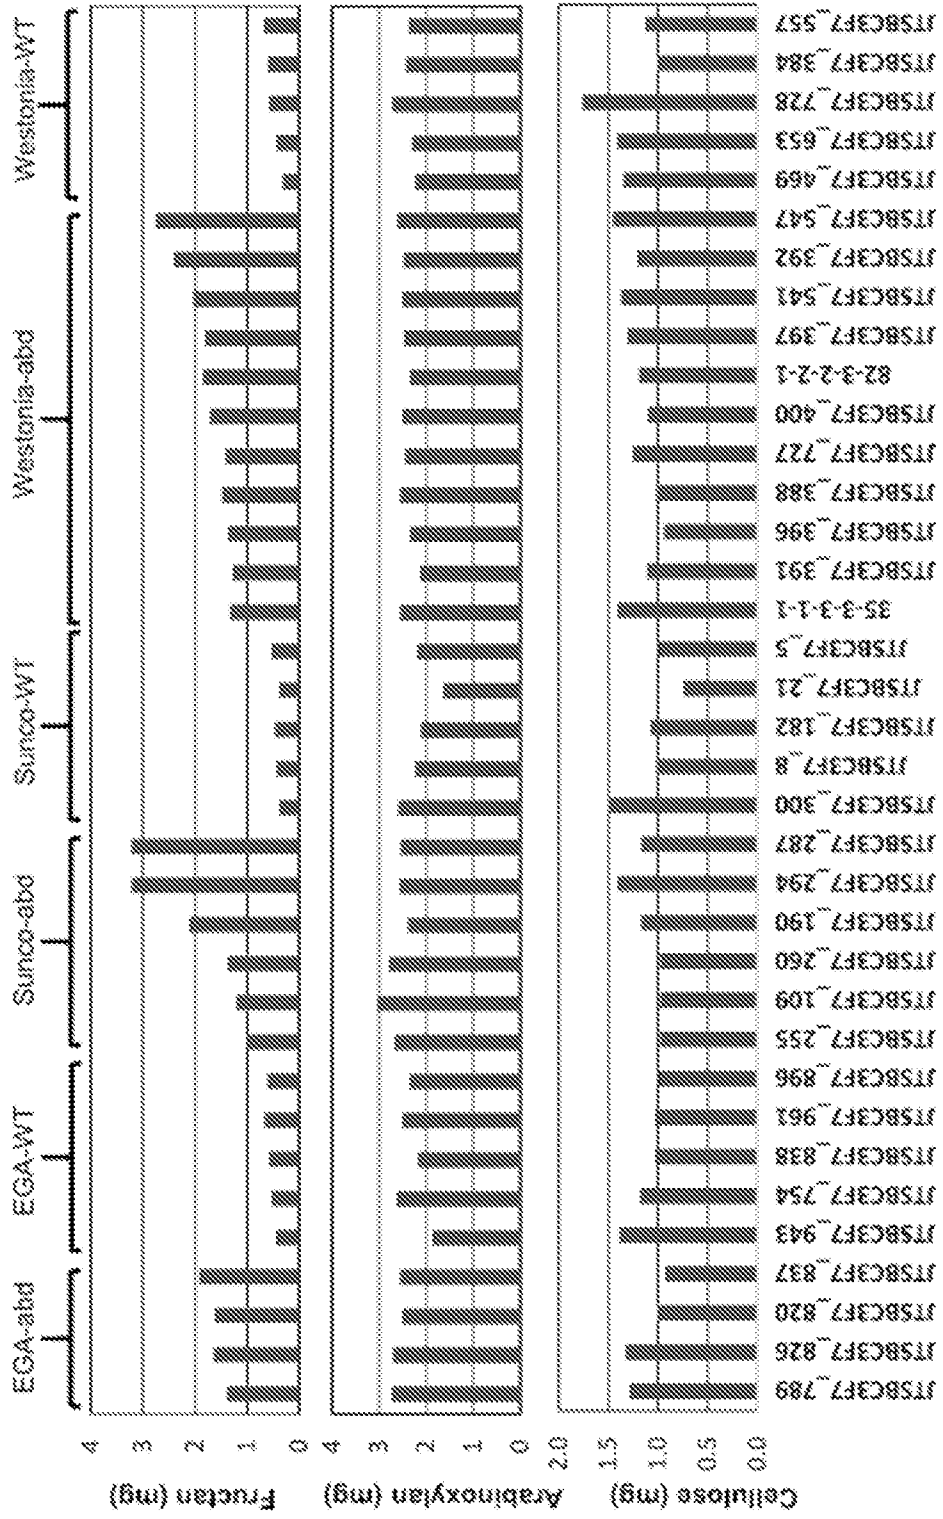 EGA-abd
EGA-WT
Sunco-abd
Sunco-WT
Westonia-abd
Westonia-WT
Fructan (mg)
4
3
2
1
0
Arabinoxylan (mg)
4
3
2
1
0
Cellulose (mg)
2.0
1.5
1.0
0.5
0.0
JTSBC3F7_789
JTSBC3F7_826
JTSBC3F7_820
JTSBC3F7_837
JTSBC3F7_943
JTSBC3F7_754
JTSBC3F7_838
JTSBC3F7_961
JTSBC3F7_896
JTSBC3F7_255
JTSBC3F7_109
JTSBC3F7_260
JTSBC3F7_190
JTSBC3F7_294
JTSBC3F7_287
JTSBC3F7_300
JTSBC3F7_8
JTSBC3F7_182
JTSBC3F7_21
JTSBC3F7_5
35-3-3-1-1
JTSBC3F7_391
JTSBC3F7_396
JTSBC3F7_388
JTSBC3F7_727
JTSBC3F7_400
82-3-2-2-1
JTSBC3F7_397
JTSBC3F7_541
JTSBC3F7_392
JTSBC3F7_547
JTSBC3F7_469
JTSBC3F7_653
JTSBC3F7_728
JTSBC3F7_384
JTSBC3F7_557